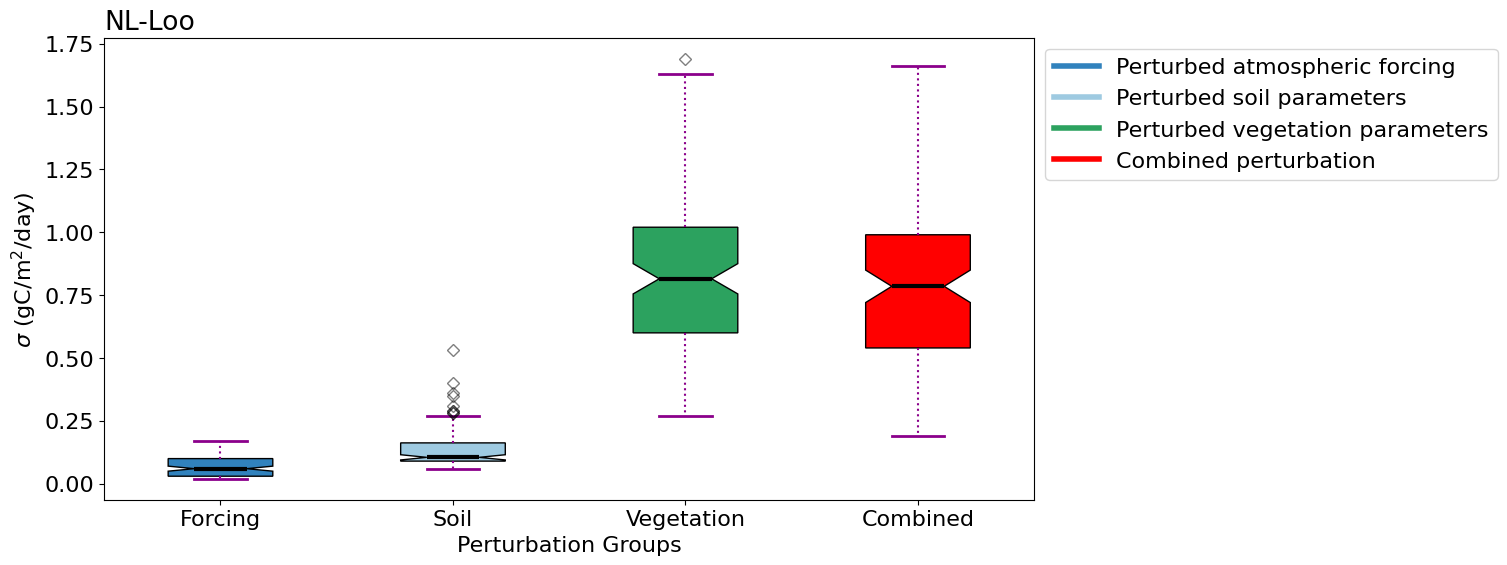 NL-Loo
1.75
1.50
1.25
1.00
0.75
0.50
0.25
0.00
σ (gC/m²/day)
Forcing
Soil
Vegetation
Combined
Perturbation Groups
Perturbed atmospheric forcing
Perturbed soil parameters
Perturbed vegetation parameters
Combined perturbation